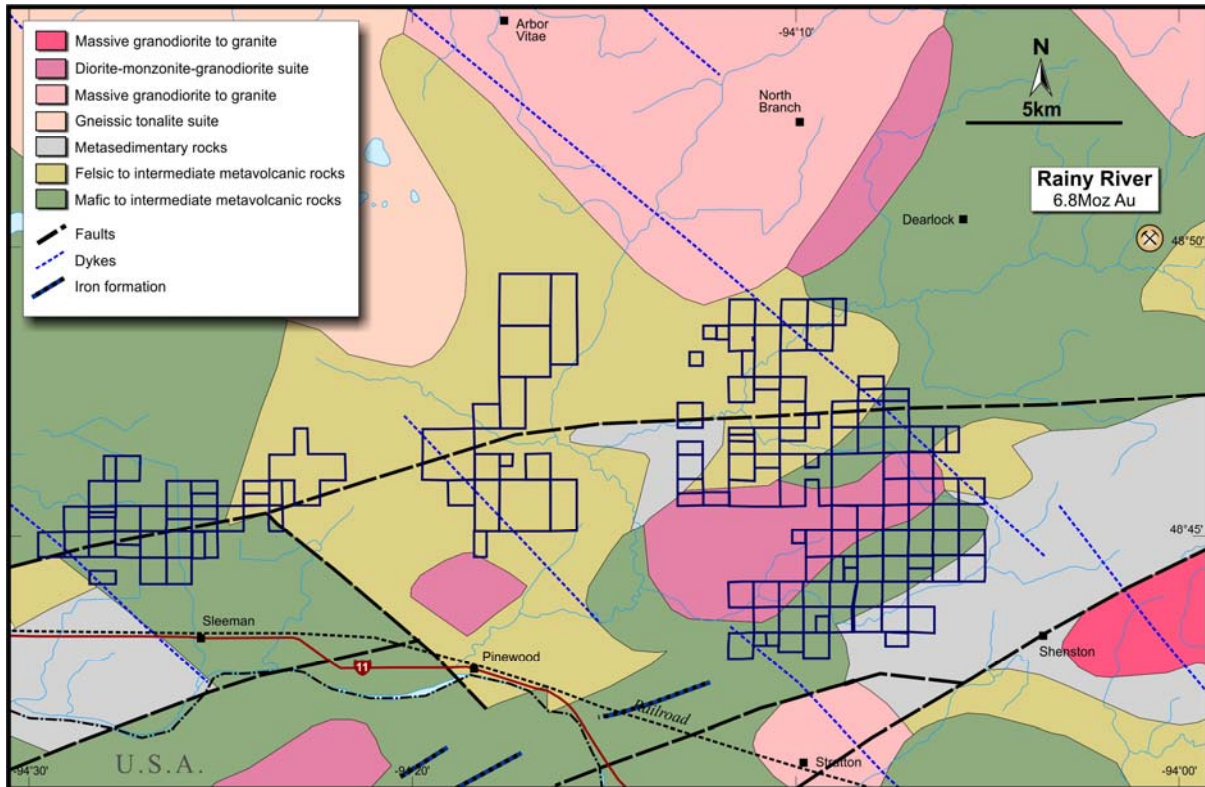 Massive granodiorite to granite
Diorite-monzonite-granodiorite suite
Massive granodiorite to granite
Gneissic tonalite suite
Metasedimentary rocks
Felsic to intermediate metavolcanic rocks
Mafic to intermediate metavolcanic rocks
Faults
Dykes
Iron formation
Arbor
Vitae
-94°10'
N
5km
North
Branch
Rainy River
6.8Moz Au
Dearlock
48°50'
48°45'
Sleeman
11
Pinewood
Shenston
Railroad
U.S.A.
Stratton
-94°30'
-94°20'
-94°00'